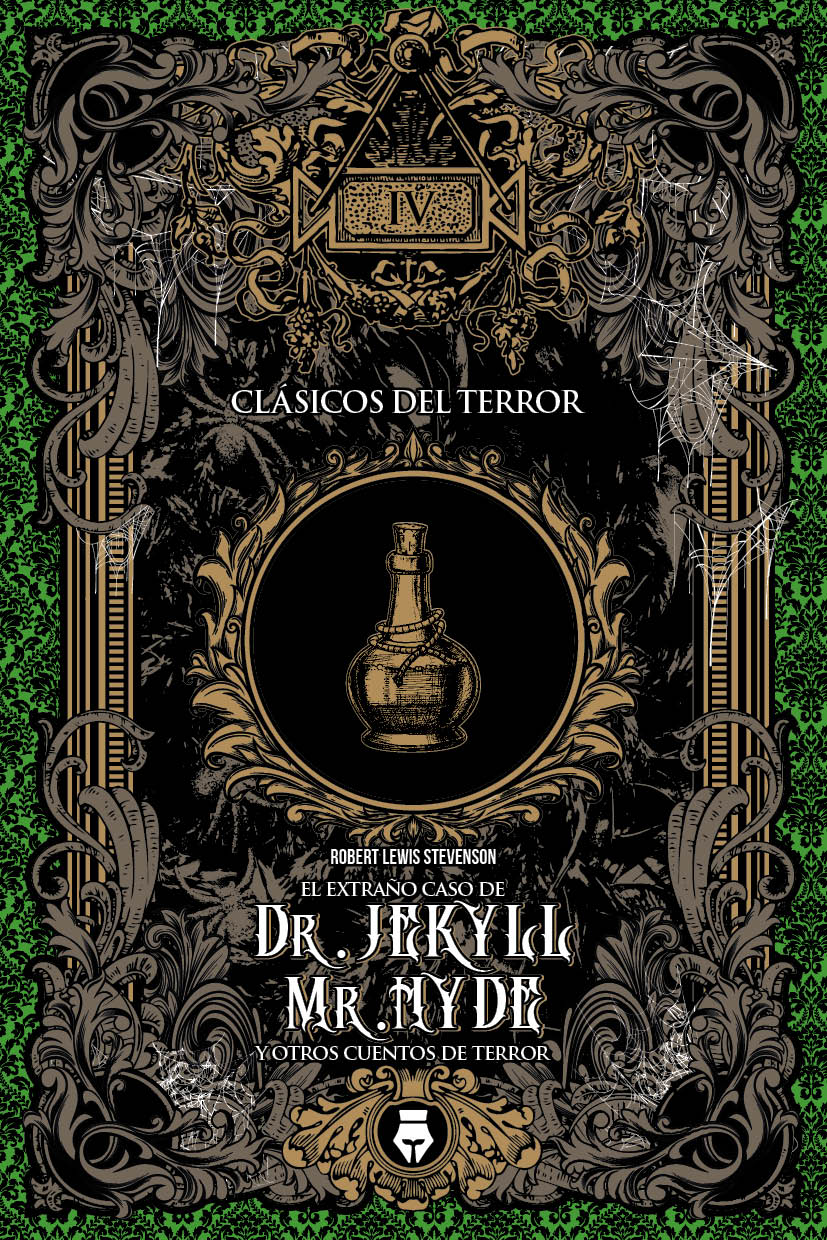 IV
CLÁSICOS DEL TERROR
ROBERT LEWIS STEVENSON
EL EXTRAÑO CASO DE
DR. JEKYLL
MR. HYDE
Y OTROS CUENTOS DE TERROR